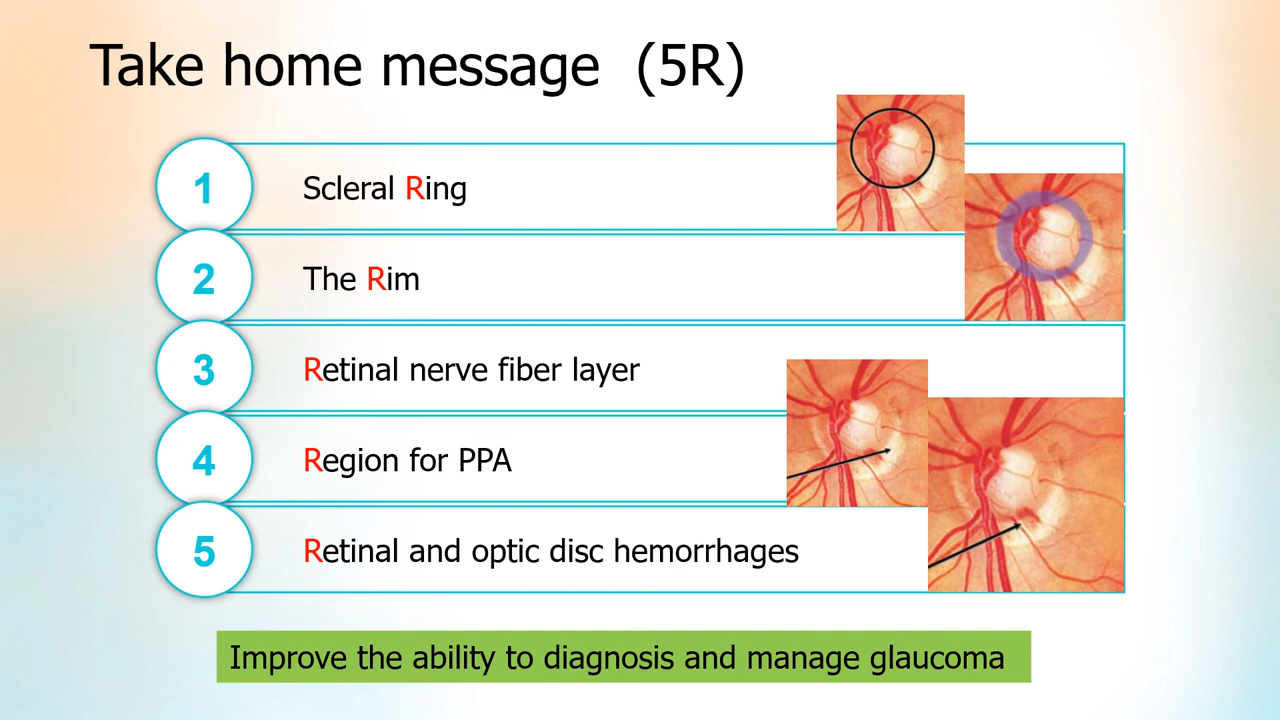 Take home message (5R)
1
Scleral Ring
2
The Rim
3
Retinal nerve fiber layer
4
Region for PPA
5
Retinal and optic disc hemorrhages
Improve the ability to diagnosis and manage glaucoma